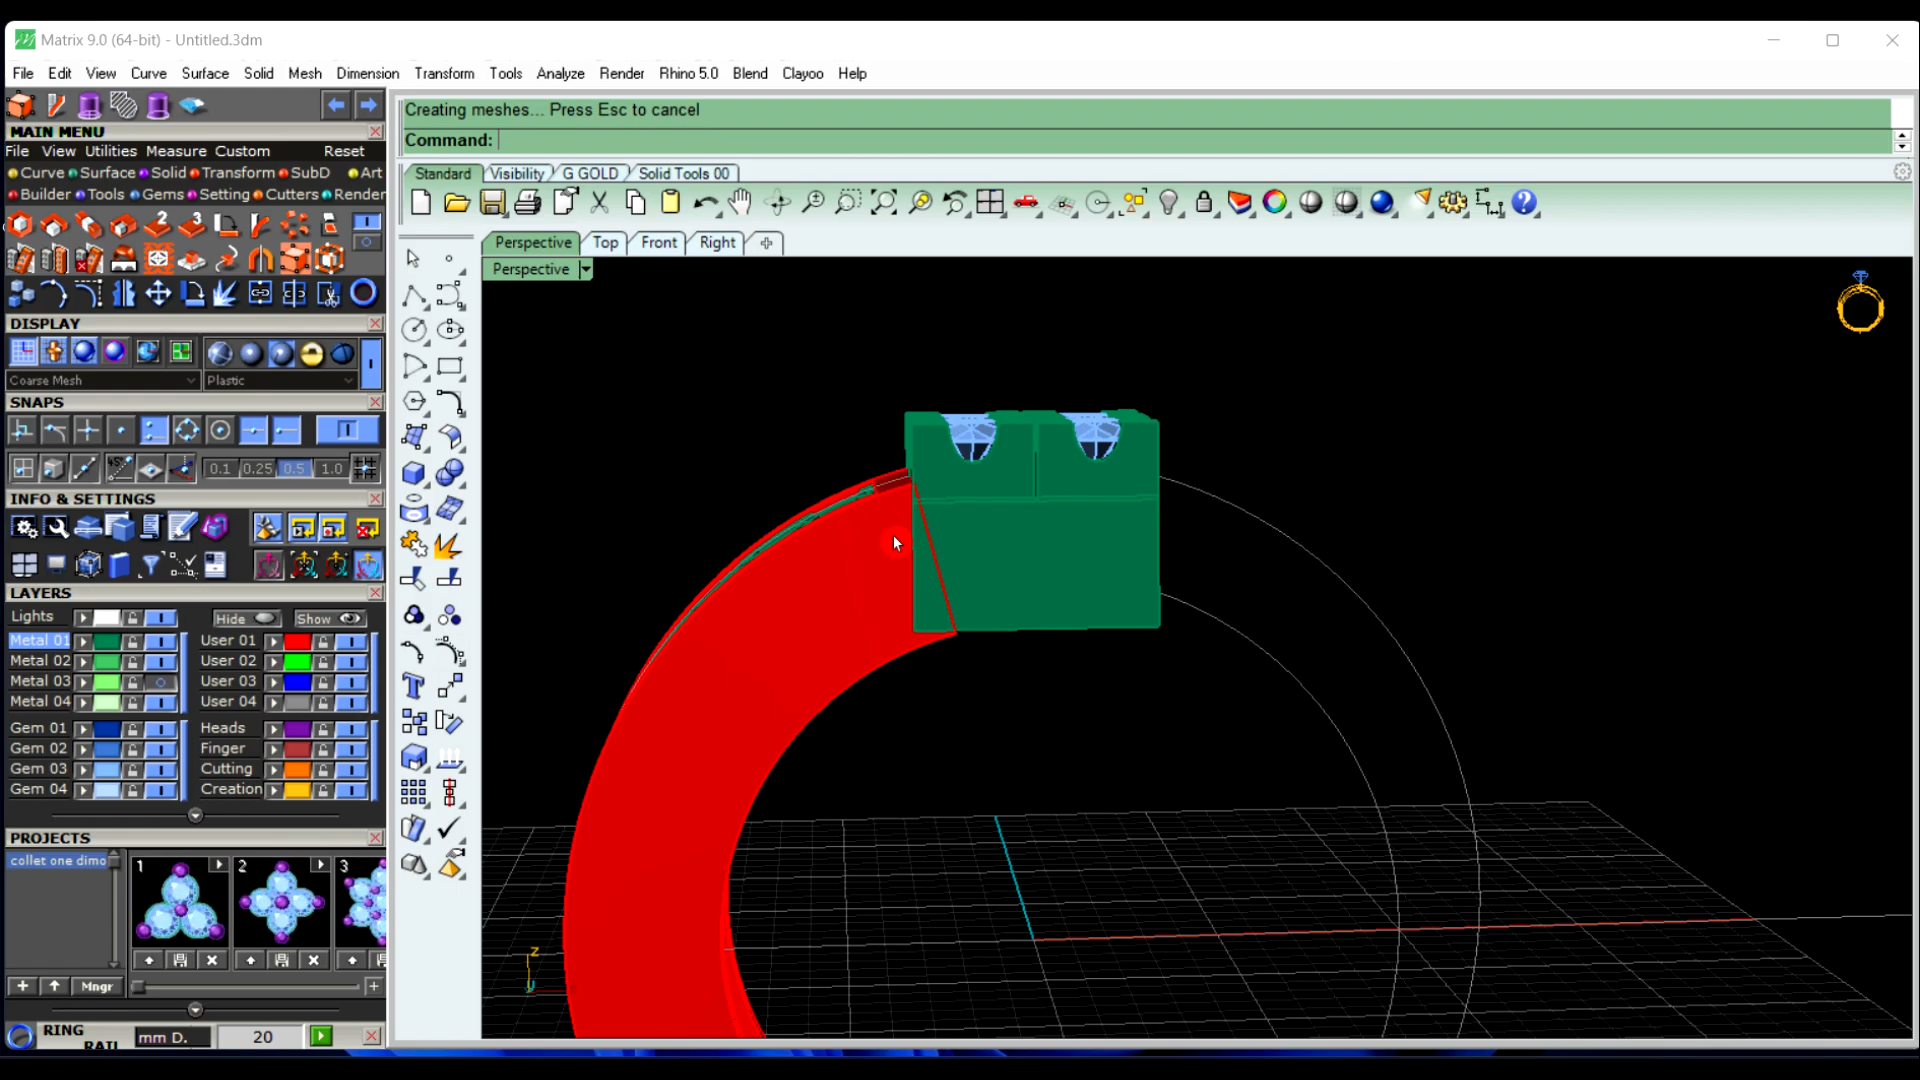 Matrix 9.0 (64-bit) - Untitled.3dm
File Edit View Curve Surface Solid Mesh Dimension Transform Tools Analyze Render Rhino 5.0 Blend Clayoo Help
Creating meshes... Press Esc to cancel
Command:
MAIN MENU
File View Utilities Measure Custom Reset
Curve Surface Solid Transform SubD Art
Builder Tools Gems Setting Cutters Render
Standard Visibility G GOLD Solid Tools 00
Perspective Top Front Right
Perspective
DISPLAY
Coarse Mesh Plastic
SNAPS
0.1 0.25 0.5 1.0
INFO & SETTINGS
LAYERS
Lights Hide Show
Metal 01 User 01
Metal 02 User 02
Metal 03 User 03
Metal 04 User 04
Gem 01 Heads
Gem 02 Finger
Gem 03 Cutting
Gem 04 Creation
PROJECTS
collet one dimo
1 2 3
Mngr
RING RAIL mm D. 20
z
y